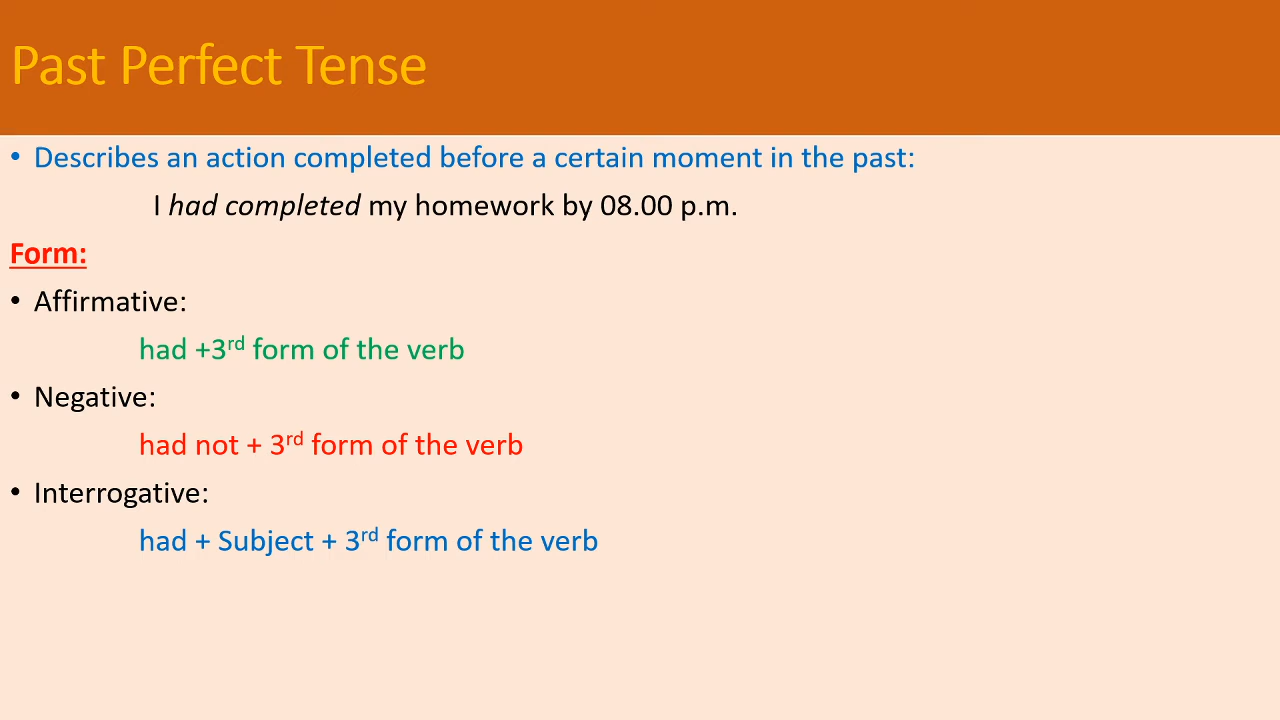 Past Perfect Tense
• Describes an action completed before a certain moment in the past:
I had completed my homework by 08.00 p.m.
Form:
• Affirmative:
had +3rd form of the verb
• Negative:
had not + 3rd form of the verb
• Interrogative:
had + Subject + 3rd form of the verb